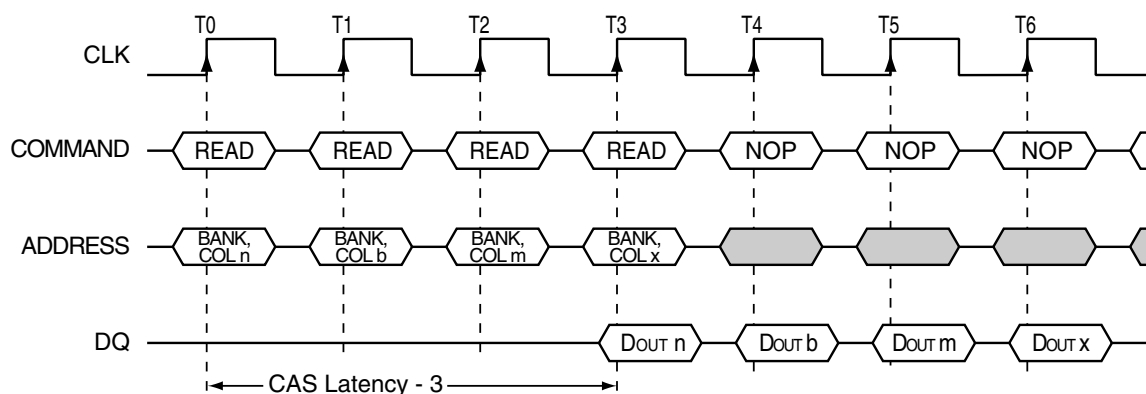 T0 T1 T2 T3 T4 T5 T6
CLK
COMMAND READ READ READ READ NOP NOP NOP
ADDRESS BANK, COL n BANK, COL b BANK, COL m BANK, COL x
DQ DOUT n DOUT b DOUT m DOUT x
CAS Latency - 3